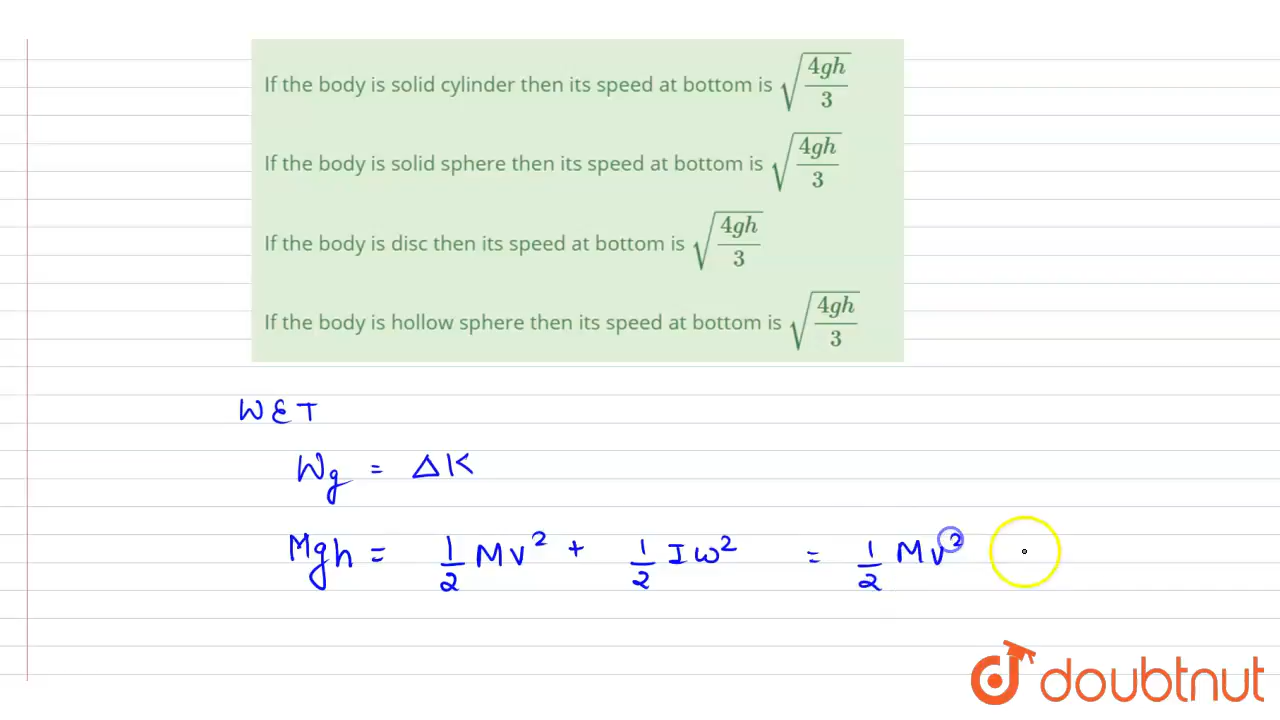 If the body is solid cylinder then its speed at bottom is √(4gh/3)
If the body is solid sphere then its speed at bottom is √(4gh/3)
If the body is disc then its speed at bottom is √(4gh/3)
If the body is hollow sphere then its speed at bottom is √(4gh/3)
WET
Wg = ΔK
Mgh = 1/2 Mv² + 1/2 Iω² = 1/2 Mv²
doubtnut